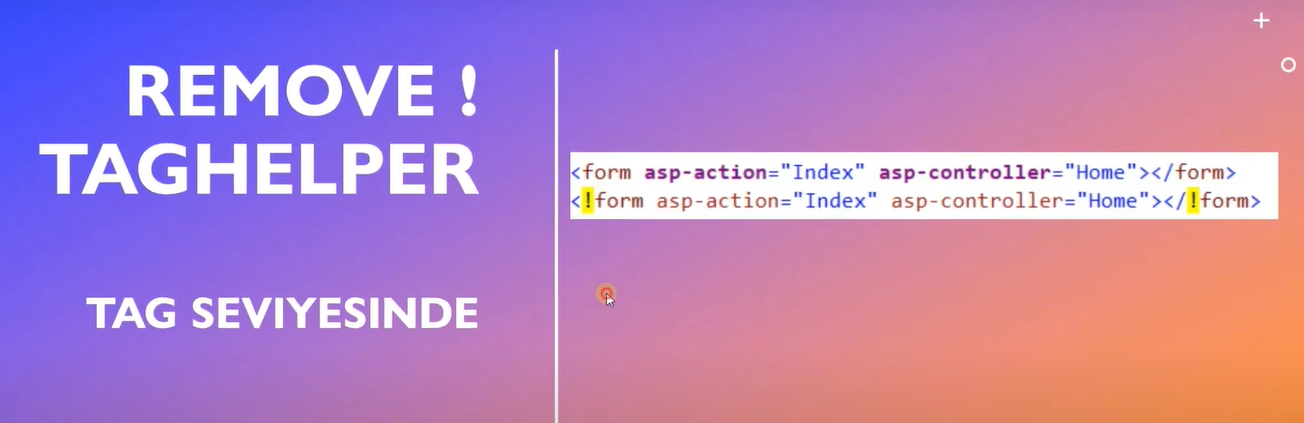 REMOVE !
TAGHELPER
TAG SEVIYESINDE
<form asp-action="Index" asp-controller="Home"></form>
<!form asp-action="Index" asp-controller="Home"></!form>